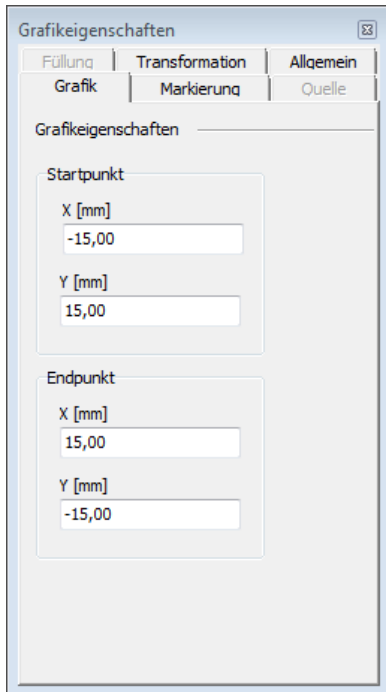 Grafikeigenschaften
Füllung Transformation Allgemein
Grafik Markierung Quelle
Grafikeigenschaften
Startpunkt
X [mm]
-15,00
Y [mm]
15,00
Endpunkt
X [mm]
15,00
Y [mm]
-15,00